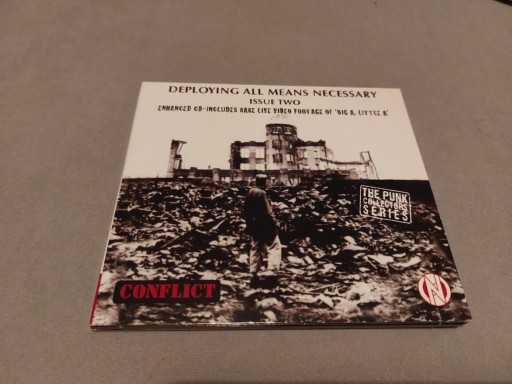 DEPLOYING ALL MEANS NECESSARY
ISSUE TWO
ENHANCED CD-INCLUDES RARE LIVE VIDEO FOOTAGE OF 'BIG A, LITTLE A'
THE PUNK
COLLECTORS
SERIES
CONFLICT